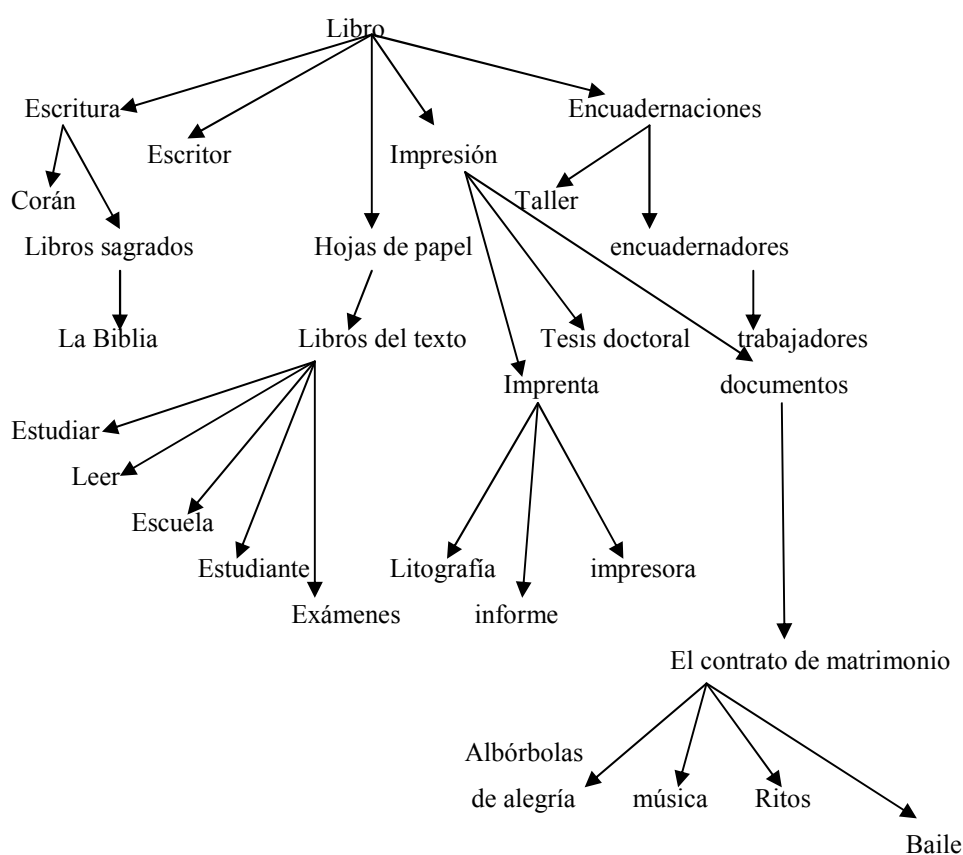 Libro
Escritura
Encuadernaciones
Escritor
Impresión
Corán
Taller
Libros sagrados
Hojas de papel
encuadernadores
La Biblia
Libros del texto
Tesis doctoral
trabajadores
Imprenta
documentos
Estudiar
Leer
Escuela
Estudiante
Litografía
impresora
Exámenes
informe
El contrato de matrimonio
Albórbolas
de alegría
música
Ritos
Baile